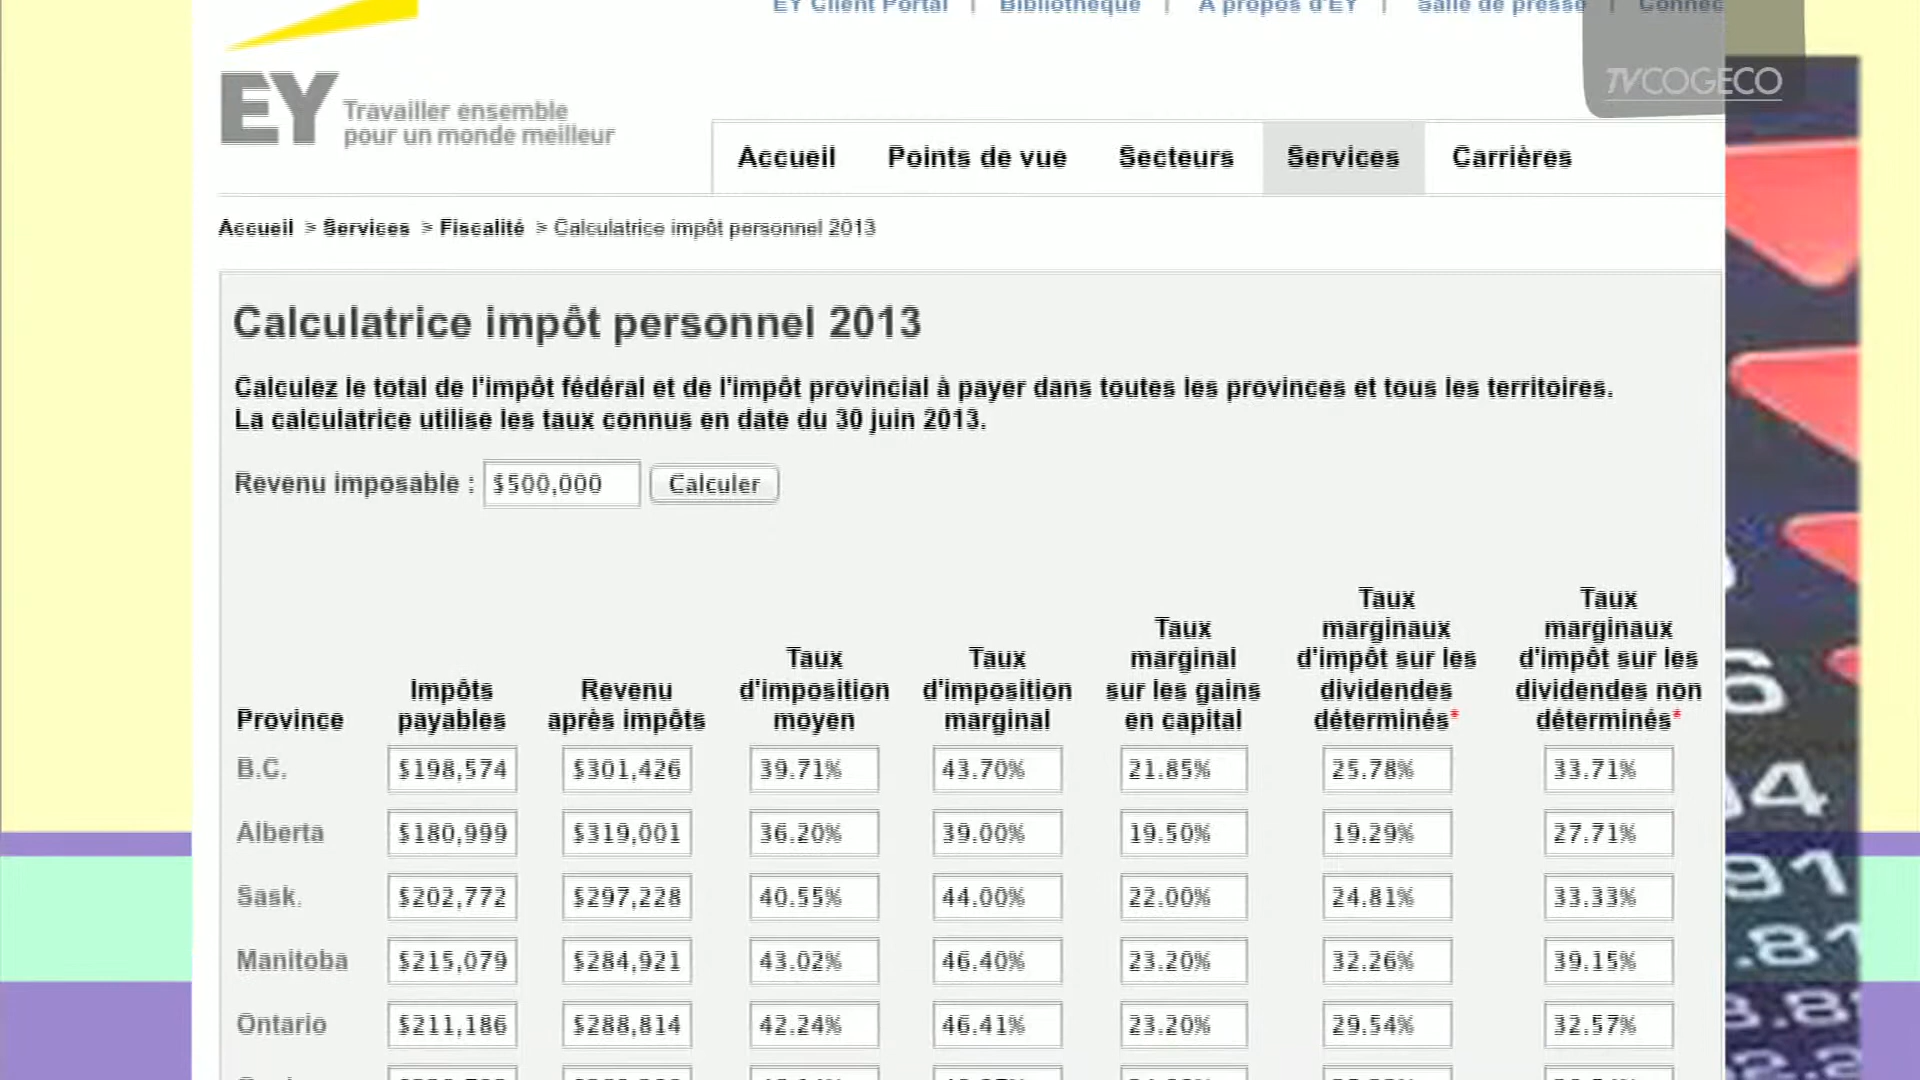 EY Client Portal | Bibliothèque | À propos d'EY | Salle de presse |
TVCOGECO
EY Travailler ensemble
pour un monde meilleur
Accueil Points de vue Secteurs Services Carrières
Accueil > Services > Fiscalité > Calculatrice impôt personnel 2013
Calculatrice impôt personnel 2013
Calculez le total de l'impôt fédéral et de l'impôt provincial à payer dans toutes les provinces et tous les territoires.
La calculatrice utilise les taux connus en date du 30 juin 2013.
Revenu imposable : $500,000 Calculer
Taux Taux
Taux marginaux marginaux
Taux Taux marginal d'impôt sur les d'impôt sur les
Impôts Revenu d'imposition d'imposition sur les gains dividendes dividendes non
Province payables après impôts moyen marginal en capital déterminés* déterminés*
B.C. $198,574 $301,426 39.71% 43.70% 21.85% 25.78% 33.71%
Alberta $180,999 $319,001 36.20% 39.00% 19.50% 19.29% 27.71%
Sask. $202,772 $297,228 40.55% 44.00% 22.00% 24.81% 33.33%
Manitoba $215,079 $284,921 43.02% 46.40% 23.20% 32.26% 39.15%
Ontario $211,186 $288,814 42.24% 46.41% 23.20% 29.54% 32.57%